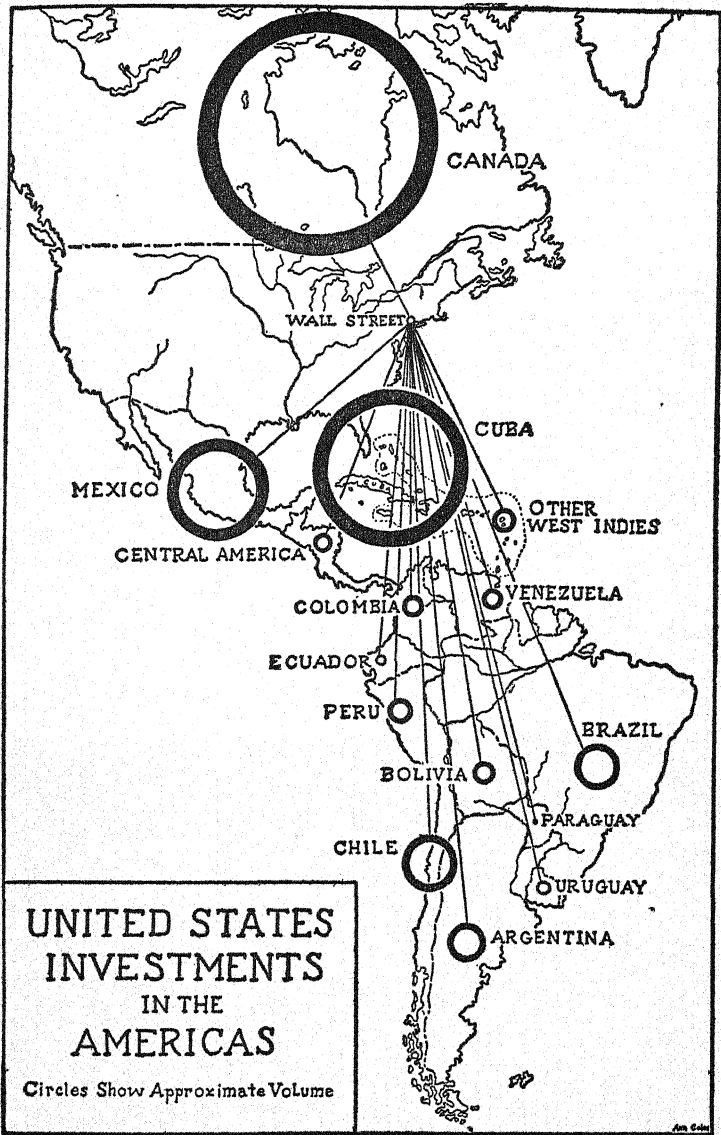 CANADA
WALL STREET
CUBA
CUBA
MEXICO
OTHER
WEST INDIES
CENTRAL AMERICA
COLOMBIA
VENEZUELA
ECUADOR
PERU
BRAZIL
BOLIVIA
PARAGUAY
CHILE
URUGUAY
ARGENTINA
UNITED STATES
INVESTMENTS
IN THE
AMERICAS
Circles Show Approximate Volume